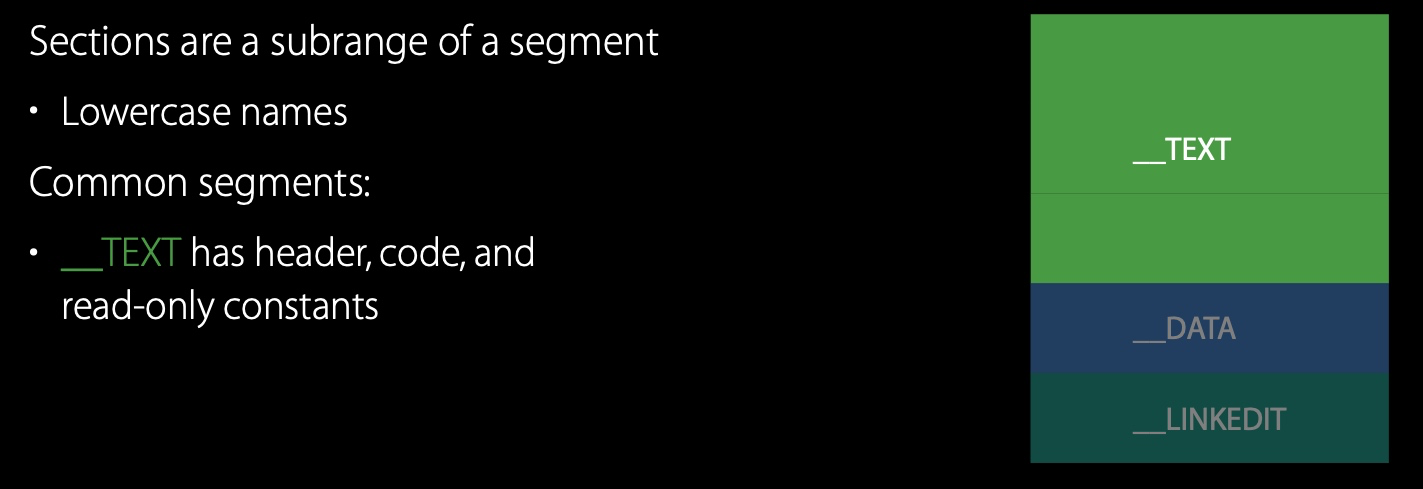 Sections are a subrange of a segment
• Lowercase names
Common segments:
• __TEXT has header, code, and
read-only constants
__TEXT
__DATA
__LINKEDIT